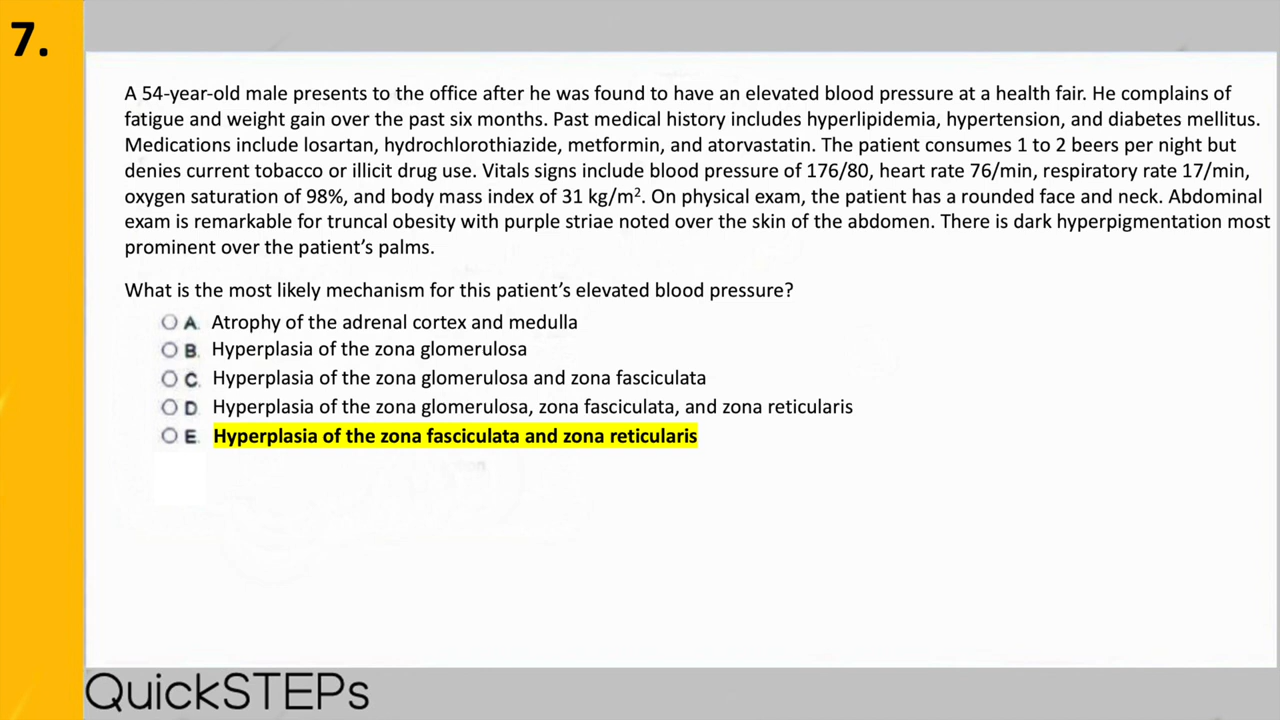 7.
A 54-year-old male presents to the office after he was found to have an elevated blood pressure at a health fair. He complains of
fatigue and weight gain over the past six months. Past medical history includes hyperlipidemia, hypertension, and diabetes mellitus.
Medications include losartan, hydrochlorothiazide, metformin, and atorvastatin. The patient consumes 1 to 2 beers per night but
denies current tobacco or illicit drug use. Vitals signs include blood pressure of 176/80, heart rate 76/min, respiratory rate 17/min,
oxygen saturation of 98%, and body mass index of 31 kg/m². On physical exam, the patient has a rounded face and neck. Abdominal
exam is remarkable for truncal obesity with purple striae noted over the skin of the abdomen. There is dark hyperpigmentation most
prominent over the patient's palms.
What is the most likely mechanism for this patient's elevated blood pressure?
A. Atrophy of the adrenal cortex and medulla
B. Hyperplasia of the zona glomerulosa
C. Hyperplasia of the zona glomerulosa and zona fasciculata
D Hyperplasia of the zona glomerulosa, zona fasciculata, and zona reticularis
E. Hyperplasia of the zona fasciculata and zona reticularis
QuickSTEPs